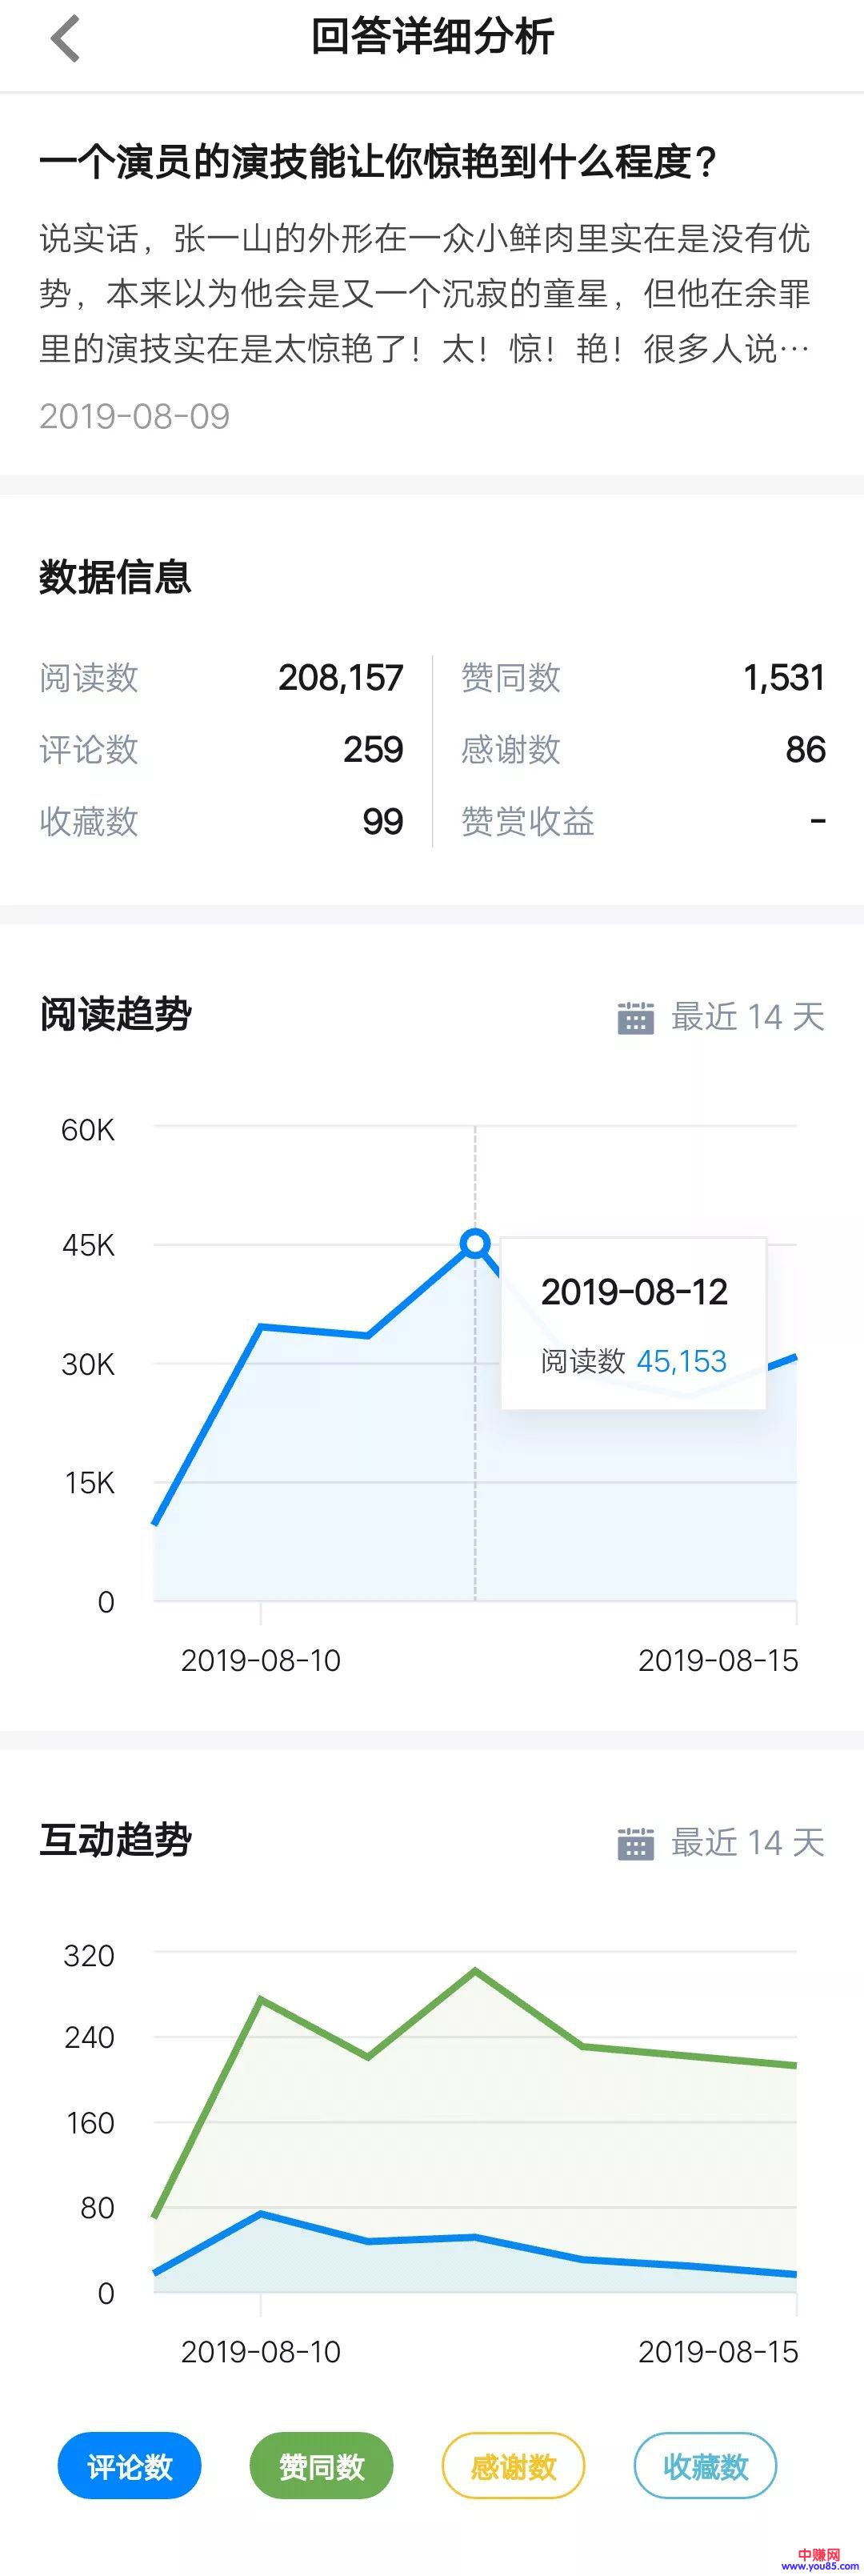 回答详细分析
一个演员的演技能让你惊艳到什么程度？
说实话，张一山的外形在一众小鲜肉里实在是没有优
势，本来以为他会是又一个沉寂的童星，但他在余罪
里的演技实在是太惊艳了！太！惊！艳！很多人说…
2019-08-09
数据信息
阅读数 208,157 赞同数 1,531
评论数 259 感谢数 86
收藏数 99 赞赏收益 -
阅读趋势 最近 14 天
60K
45K
2019-08-12
阅读数 45,153
30K
15K
0
2019-08-10 2019-08-15
互动趋势 最近 14 天
320
240
160
80
0
2019-08-10 2019-08-15
评论数 赞同数 感谢数 收藏数
中赚网
www.you85.com